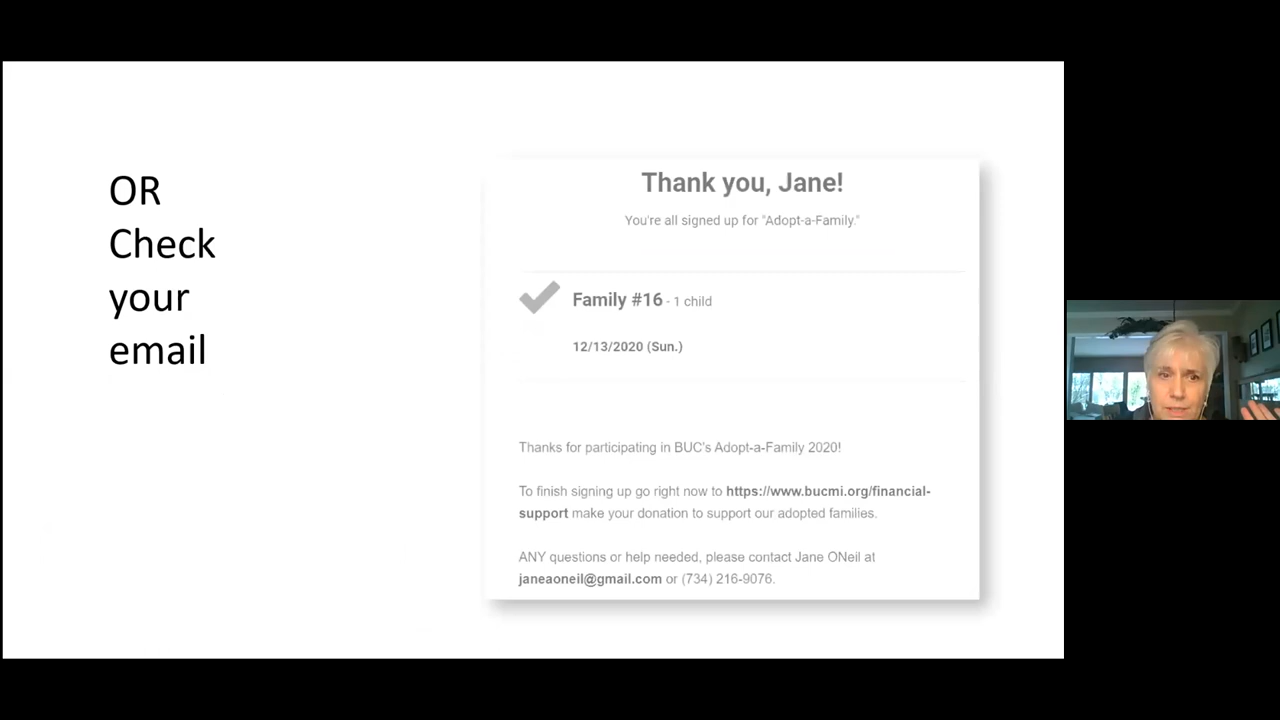 OR
Check
your
email
Thank you, Jane!
You're all signed up for "Adopt-a-Family."
Family #16 - 1 child
12/13/2020 (Sun.)
Thanks for participating in BUC's Adopt-a-Family 2020!
To finish signing up go right now to https://www.bucmi.org/financial-
support make your donation to support our adopted families.
ANY questions or help needed, please contact Jane ONeil at
janeaoneil@gmail.com or (734) 216-9076.